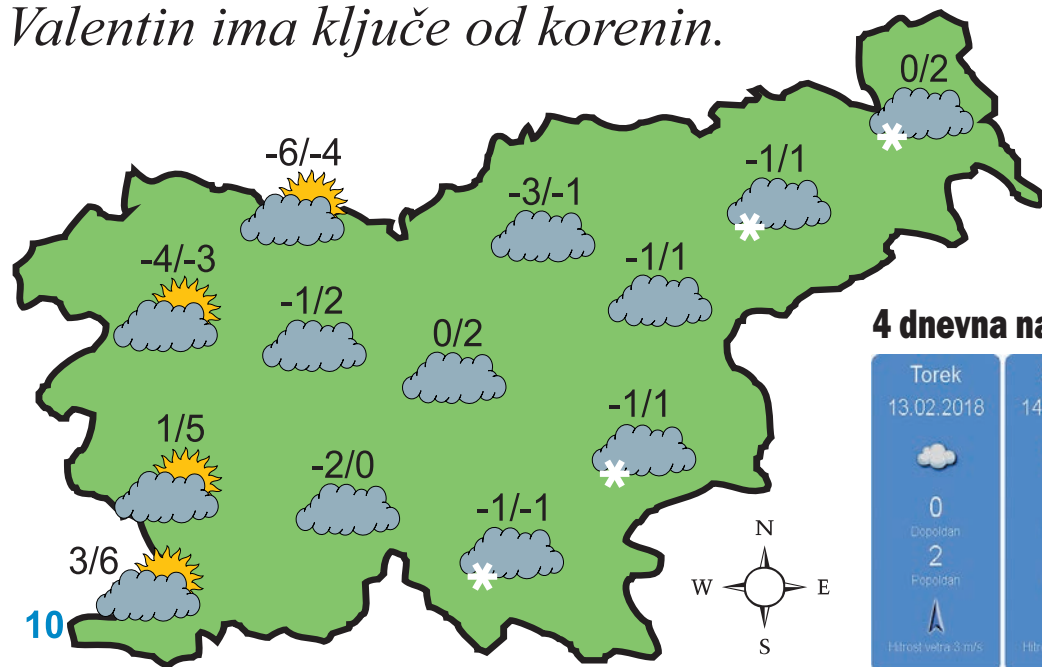 Valentin ima ključe od korenin.
0/2
-6/-4
-3/-1
-1/1
-4/-3
-1/2
-1/1
0/2
1/5
-1/1
-2/0
-1/-1
3/6
10
N
W E
S
4 dnevna na
Torek
13.02.2018
0
Dopoldan
2
Popoldan
Hitrost vetra 3 m/s
14
Hitr